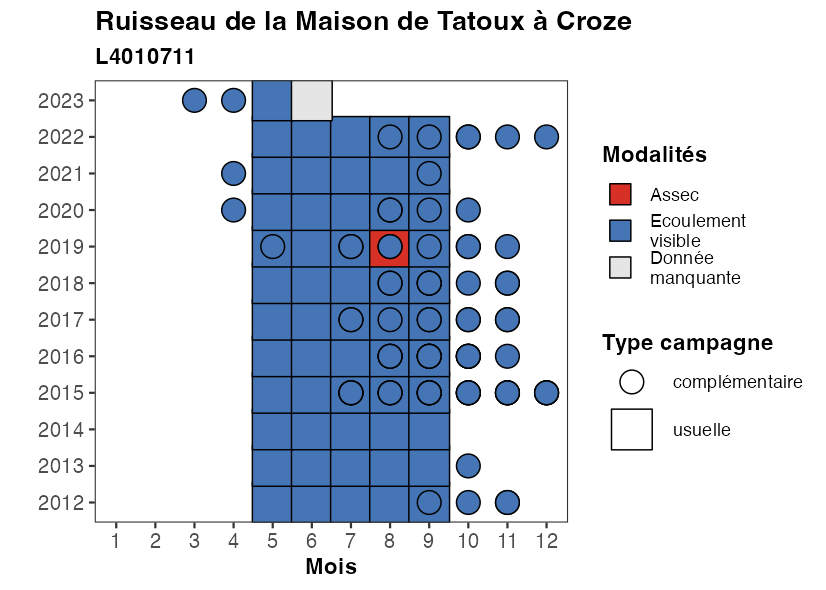 Ruisseau de la Maison de Tatoux à Croze
L4010711
2023
2022
2021
2020
2019
2018
2017
2016
2015
2014
2013
2012
1 2 3 4 5 6 7 8 9 10 11 12
Mois
Modalités
Assec
Ecoulement
visible
Donnée
manquante
Type campagne
complémentaire
usuelle